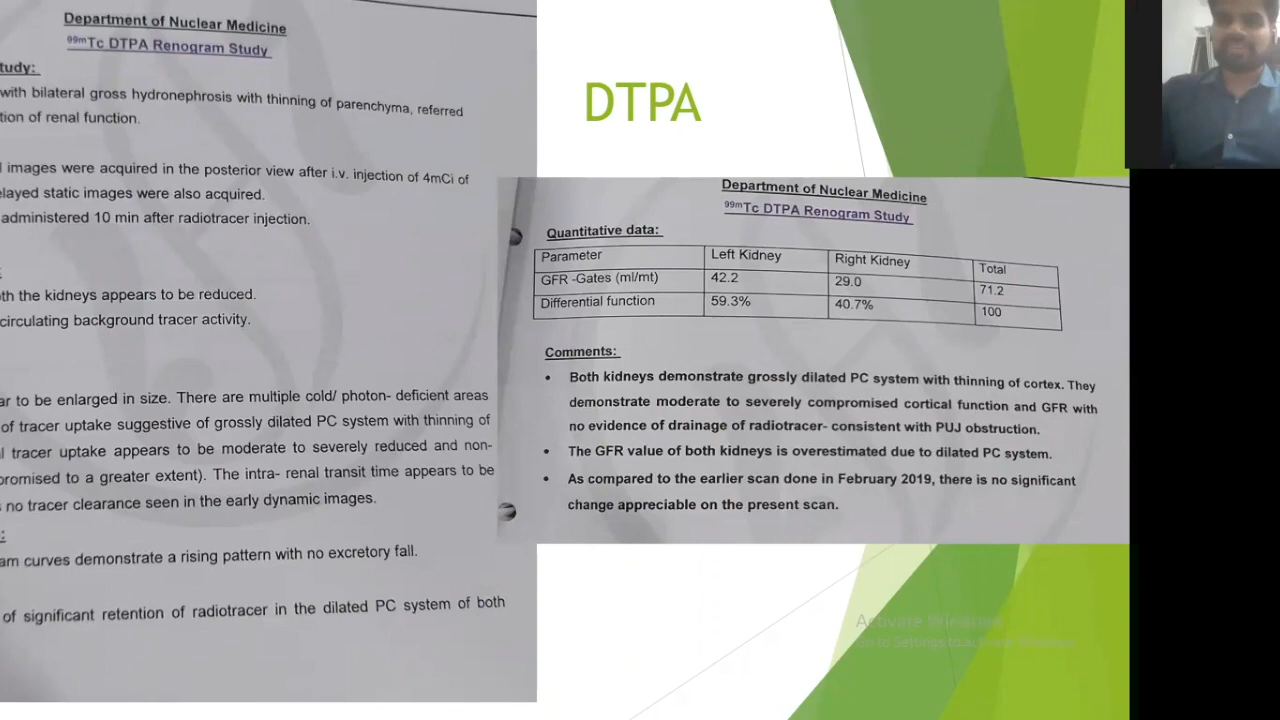 Department of Nuclear Medicine
99mTc DTPA Renogram Study
tudy:
with bilateral gross hydronephrosis with thinning of parenchyma, referred
tion of renal function.
images were acquired in the posterior view after i.v. injection of 4mCi of
elayed static images were also acquired.
administered 10 min after radiotracer injection.
:
oth the kidneys appears to be reduced.
circulating background tracer activity.
ar to be enlarged in size. There are multiple cold/ photon- deficient areas
of tracer uptake suggestive of grossly dilated PC system with thinning of
l tracer uptake appears to be moderate to severely reduced and non-
promised to a greater extent). The intra- renal transit time appears to be
no tracer clearance seen in the early dynamic images.
:
am curves demonstrate a rising pattern with no excretory fall.
of significant retention of radiotracer in the dilated PC system of both
DTPA
Department of Nuclear Medicine
99mTc DTPA Renogram Study
Quantitative data:
Parameter Left Kidney Right Kidney Total
GFR -Gates (ml/mt) 42.2 29.0 71.2
Differential function 59.3% 40.7% 100
Comments:
• Both kidneys demonstrate grossly dilated PC system with thinning of cortex. They
demonstrate moderate to severely compromised cortical function and GFR with
no evidence of drainage of radiotracer- consistent with PUJ obstruction.
• The GFR value of both kidneys is overestimated due to dilated PC system.
• As compared to the earlier scan done in February 2019, there is no significant
change appreciable on the present scan.
Activate Windows
Go to Settings to activate Windows.